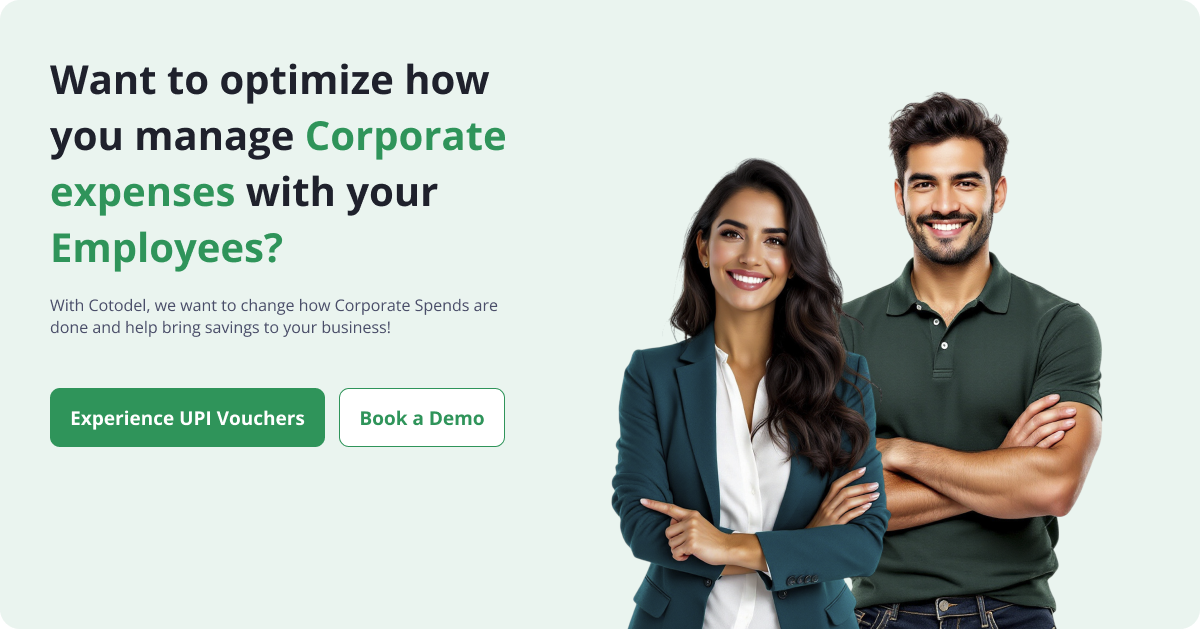 Want to optimize how
you manage Corporate
expenses with your
Employees?
With Cotodel, we want to change how Corporate Spends are
done and help bring savings to your business!
Experience UPI Vouchers
Book a Demo